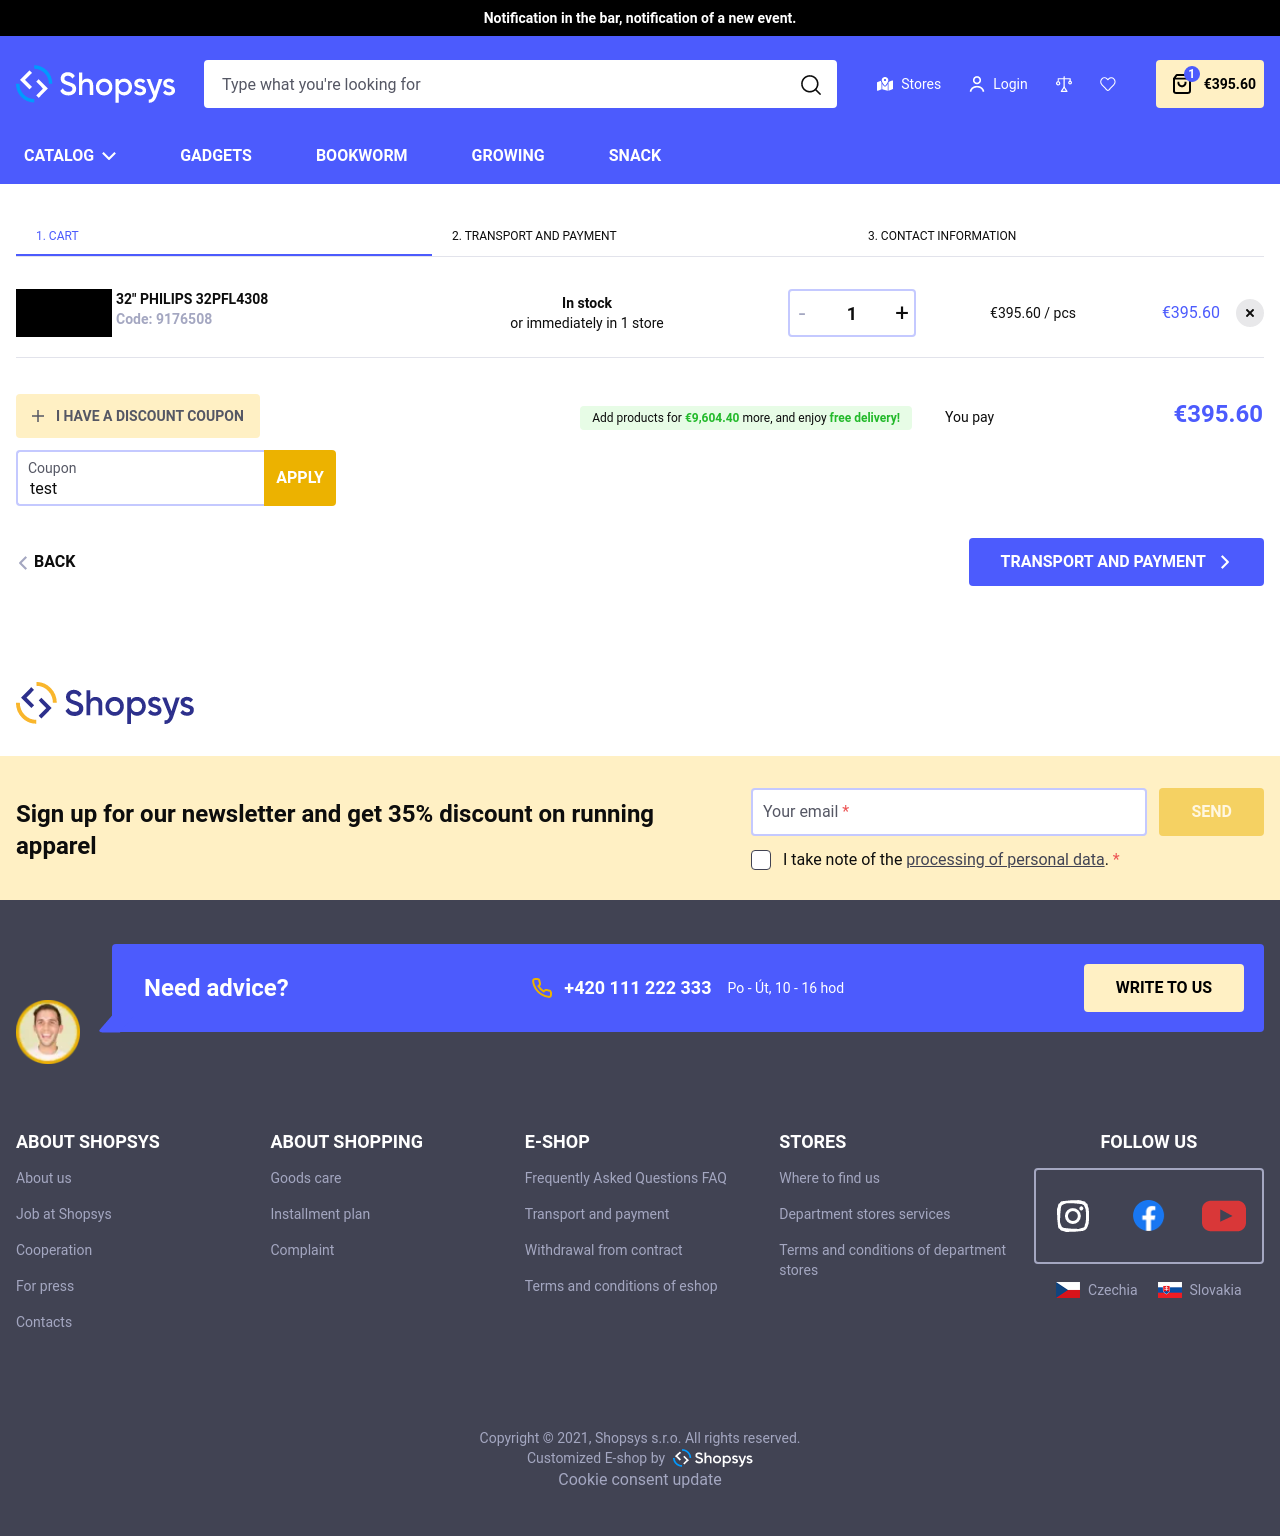 Notification in the bar, notification of a new event.
Shopsys
Type what you're looking for
Stores
Login
1
€395.60
CATALOG
GADGETS
BOOKWORM
GROWING
SNACK
1. CART
2. TRANSPORT AND PAYMENT
3. CONTACT INFORMATION
32" PHILIPS 32PFL4308
Code: 9176508
In stock
or immediately in 1 store
- 1 +
€395.60 / pcs
€395.60
I HAVE A DISCOUNT COUPON
Add products for €9,604.40 more, and enjoy free delivery!
You pay
€395.60
Coupon
test
APPLY
BACK
TRANSPORT AND PAYMENT
Shopsys
Sign up for our newsletter and get 35% discount on running
apparel
Your email *
SEND
I take note of the processing of personal data. *
Need advice?
+420 111 222 333
Po - Út, 10 - 16 hod
WRITE TO US
ABOUT SHOPSYS
About us
Job at Shopsys
Cooperation
For press
Contacts
ABOUT SHOPPING
Goods care
Installment plan
Complaint
E-SHOP
Frequently Asked Questions FAQ
Transport and payment
Withdrawal from contract
Terms and conditions of eshop
STORES
Where to find us
Department stores services
Terms and conditions of department
stores
FOLLOW US
Czechia
Slovakia
Copyright © 2021, Shopsys s.r.o. All rights reserved.
Customized E-shop by Shopsys
Cookie consent update